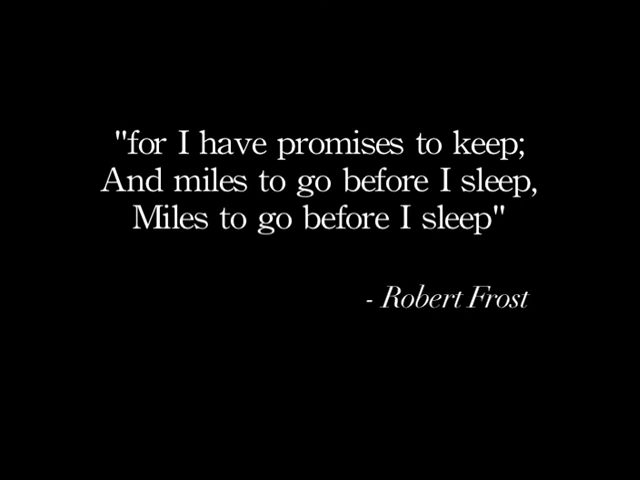 "for I have promises to keep;
And miles to go before I sleep,
Miles to go before I sleep"
- Robert Frost